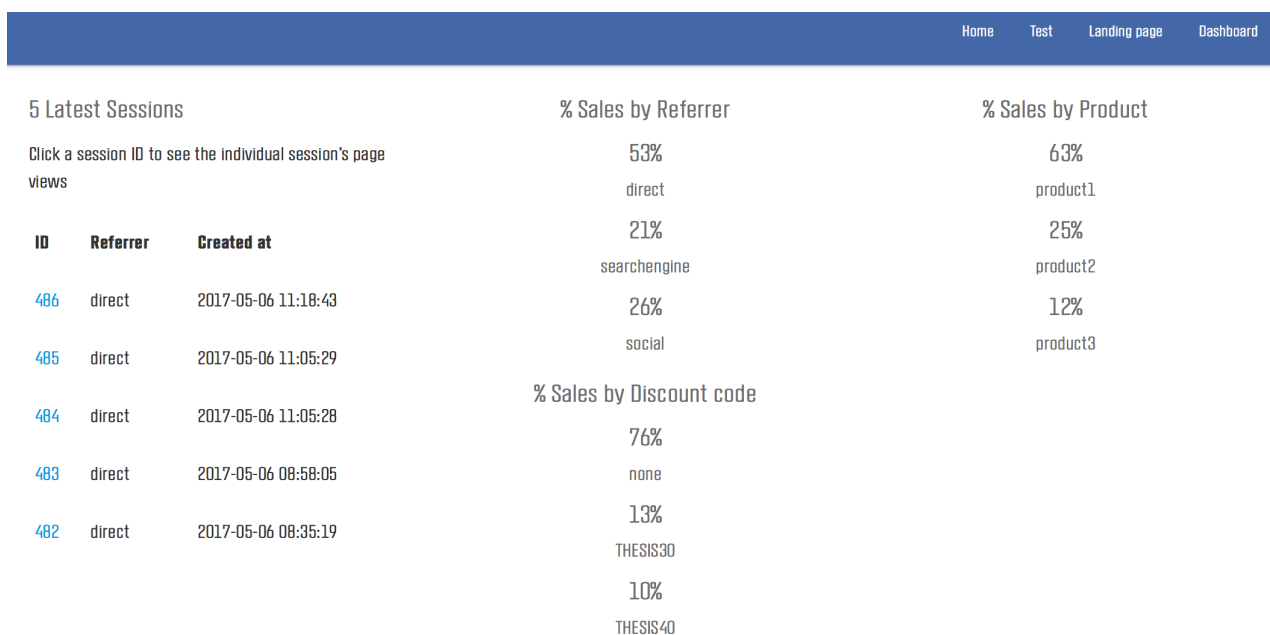 Home Test Landing page Dashboard
5 Latest Sessions
Click a session ID to see the individual session's page
views
ID Referrer Created at
486 direct 2017-05-06 11:18:43
485 direct 2017-05-06 11:05:29
484 direct 2017-05-06 11:05:28
483 direct 2017-05-06 08:58:05
482 direct 2017-05-06 08:35:19
% Sales by Referrer
53%
direct
21%
searchengine
26%
social
% Sales by Discount code
76%
none
13%
THESIS30
10%
THESIS40
% Sales by Product
63%
product1
25%
product2
12%
product3